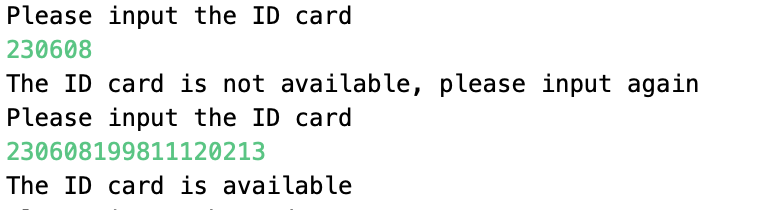 Please input the ID card
230608
The ID card is not available, please input again
Please input the ID card
230608199811120213
The ID card is available